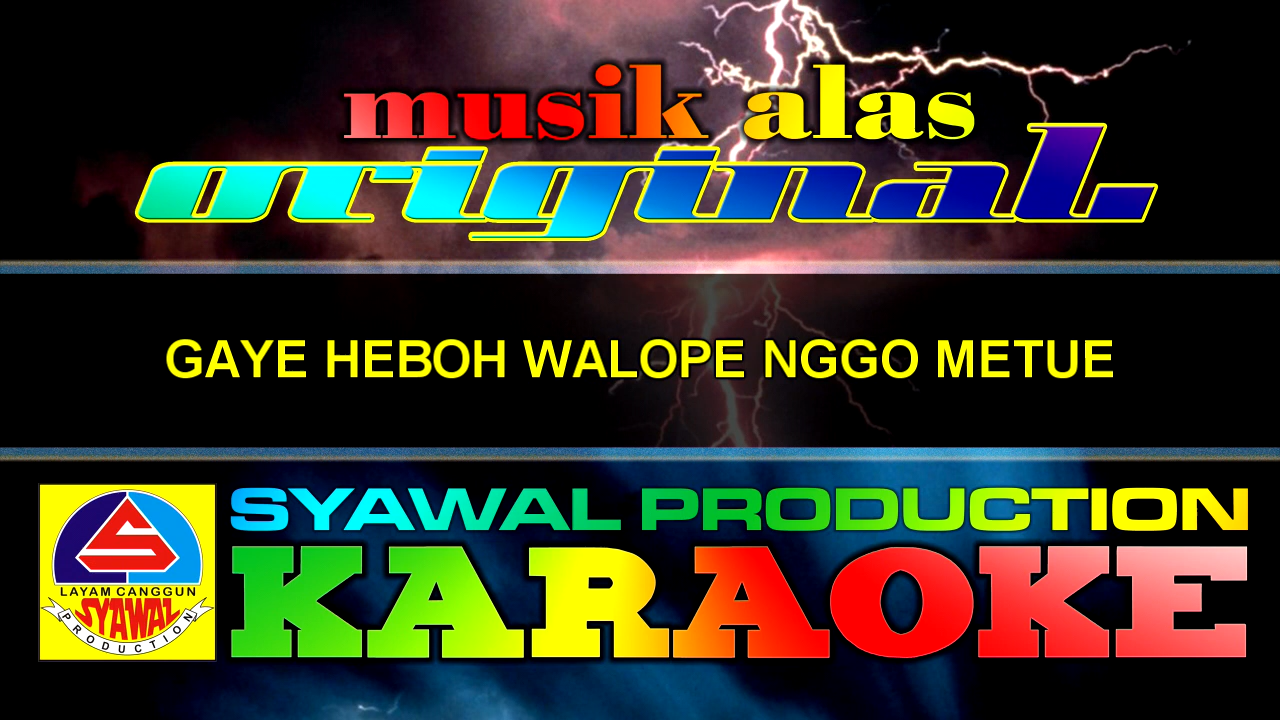 musik alas
original
GAYE HEBOH WALOPE NGGO METUE
SYAWAL PRODUCTION
KARAOKE
S
LAYAM CANGGUN
SYAWAL
PRODUCTION